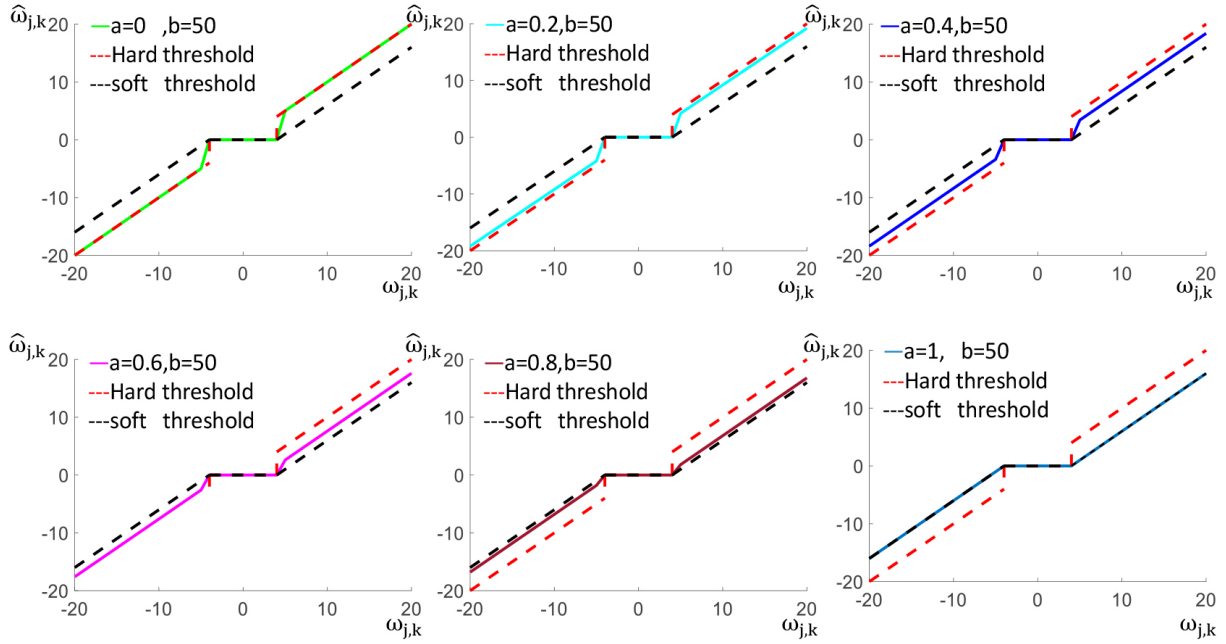 ω̂j,k
20
10
0
-10
-20
a=0 ,b=50
Hard threshold
soft threshold
-20 -10 0 10 20
ωj,k
ω̂j,k
20
10
0
-10
-20
a=0.2,b=50
Hard threshold
soft threshold
-20 -10 0 10 20
ωj,k
ω̂j,k
20
10
0
-10
-20
a=0.4,b=50
Hard threshold
soft threshold
-20 -10 0 10 20
ωj,k
ω̂j,k
20
10
0
-10
-20
a=0.6,b=50
Hard threshold
soft threshold
-20 -10 0 10 20
ωj,k
ω̂j,k
20
10
0
-10
-20
a=0.8,b=50
Hard threshold
soft threshold
-20 -10 0 10 20
ωj,k
ω̂j,k
20
10
0
-10
-20
a=1, b=50
Hard threshold
soft threshold
-20 -10 0 10 20
ωj,k